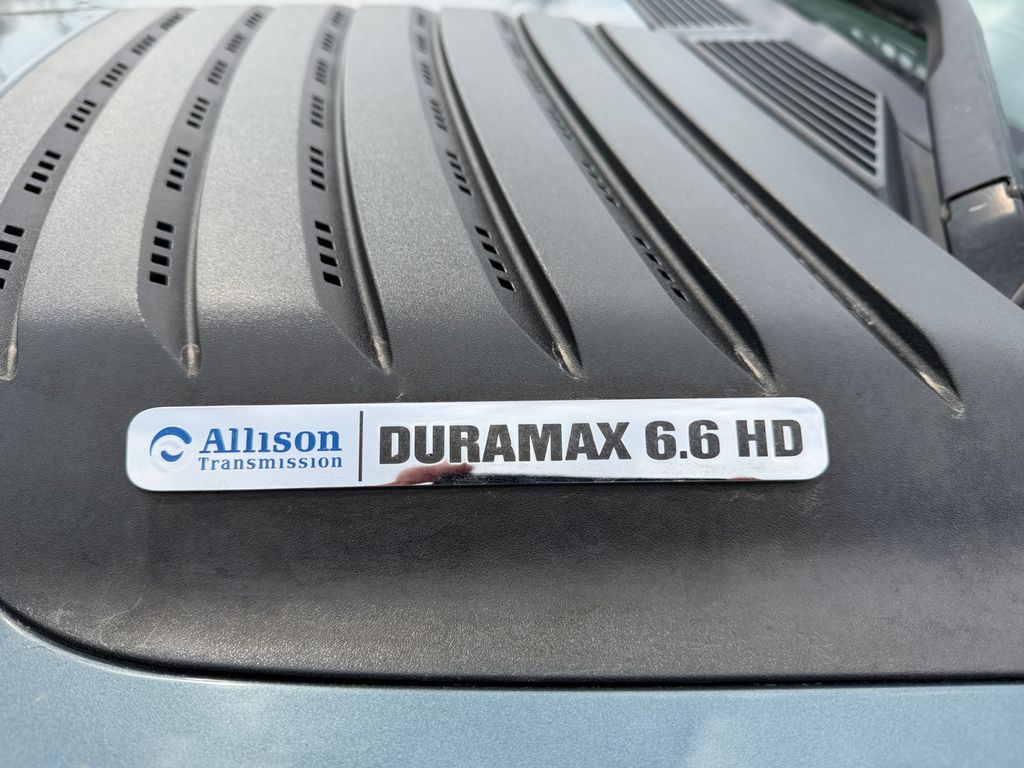 Allison
Transmission
DURAMAX 6.6 HD